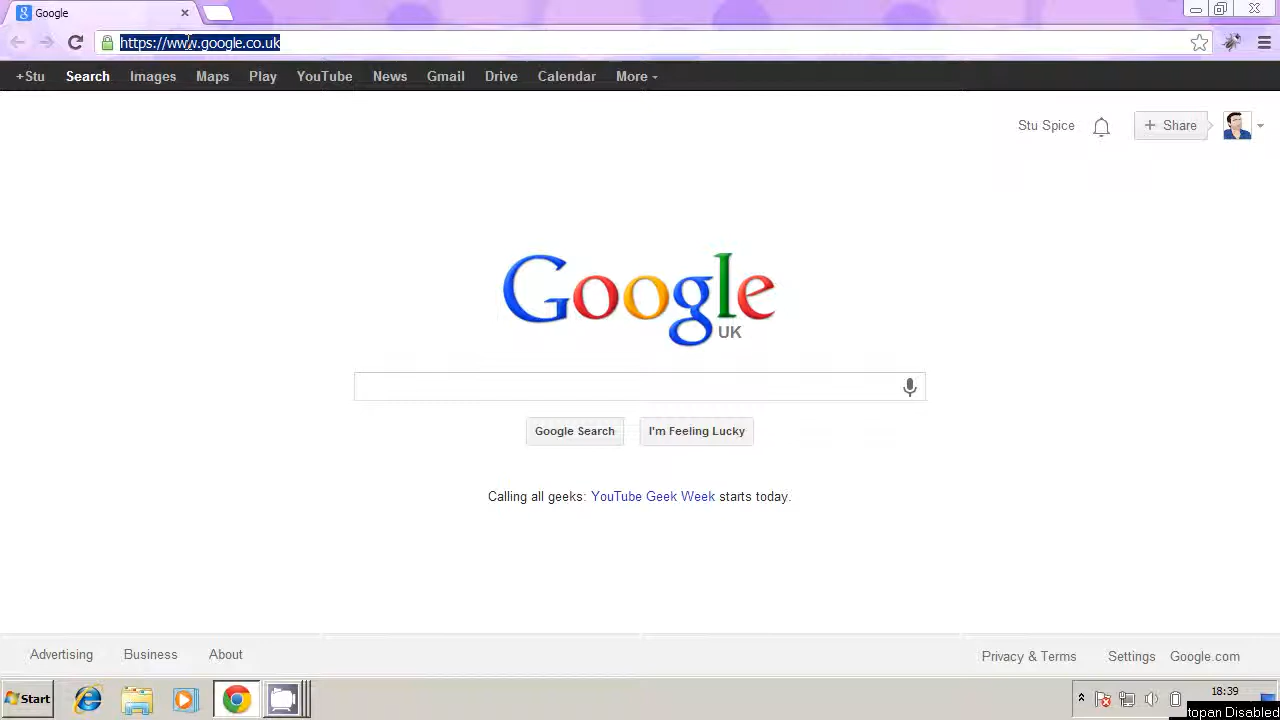 Google
https://www.google.co.uk
+Stu Search Images Maps Play YouTube News Gmail Drive Calendar More
Stu Spice + Share
Google
UK
Google Search I'm Feeling Lucky
Calling all geeks: YouTube Geek Week starts today.
Advertising Business About Privacy & Terms Settings Google.com
Start 18:39
topan Disabled